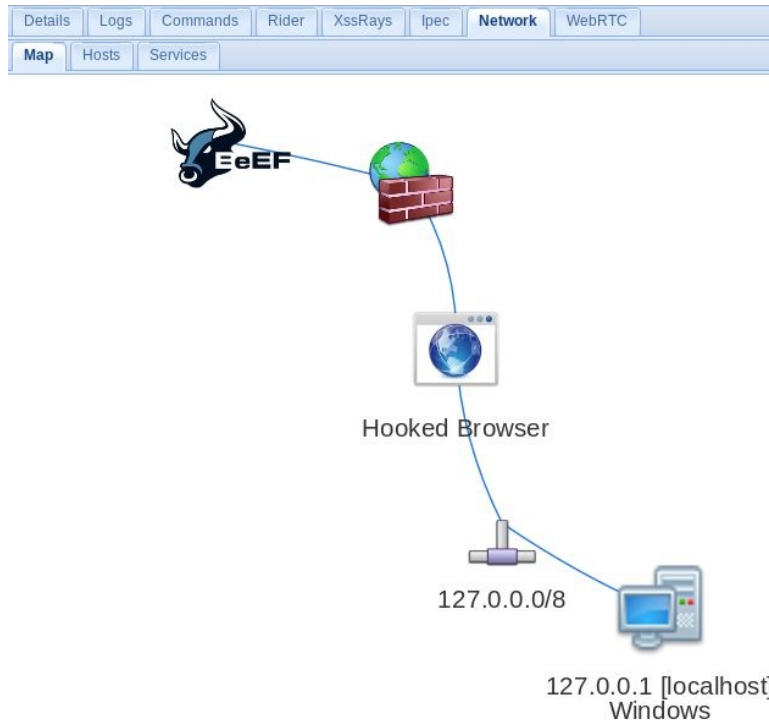 Details Logs Commands Rider XssRays Ipec Network WebRTC
Map Hosts Services
BeEF
Hooked Browser
127.0.0.0/8
127.0.0.1 [localhost]
Windows